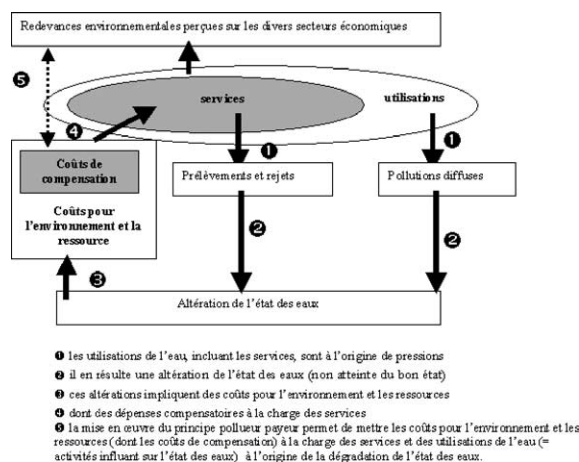 Redevances environnementales perçues sur les divers secteurs économiques
❺
services
utilisations
❹
❶
❶
Coûts de
compensation
Prélèvements et rejets
Pollutions diffuses
Coûts pour
l'environnement et la
ressource
❷
❷
❸
Altération de l'état des eaux
❶ les utilisations de l'eau, incluant les services, sont à l'origine de pressions
❷ il en résulte une altération de l'état des eaux (non atteinte du bon état)
❸ ces altérations impliquent des coûts pour l'environnement et les ressources
❹ dont des dépenses compensatoires à la charge des services
❺ la mise en œuvre du principe pollueur payeur permet de mettre les coûts pour l'environnement et les
ressources (dont les coûts de compensation) à la charge des services et des utilisations de l'eau (=
activités influant sur l'état des eaux) à l'origine de la dégradation de l'état des eaux.